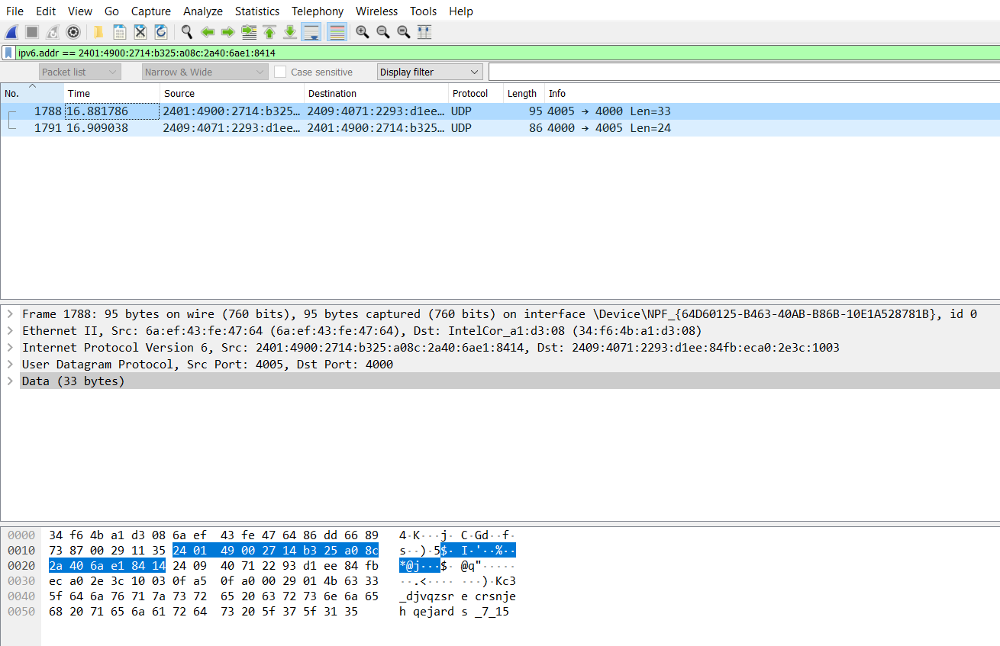 File Edit View Go Capture Analyze Statistics Telephony Wireless Tools Help
ipv6.addr == 2401:4900:2714:b325:a08c:2a40:6ae1:8414
Packet list Narrow & Wide Case sensitive Display filter
No. Time Source Destination Protocol Length Info
1788 16.881786 2401:4900:2714:b325… 2409:4071:2293:d1ee… UDP 95 4005 → 4000 Len=33
1791 16.909038 2409:4071:2293:d1ee… 2401:4900:2714:b325… UDP 86 4000 → 4005 Len=24
Frame 1788: 95 bytes on wire (760 bits), 95 bytes captured (760 bits) on interface \Device\NPF_{64D60125-B463-40AB-B86B-10E1A528781B}, id 0
Ethernet II, Src: 6a:ef:43:fe:47:64 (6a:ef:43:fe:47:64), Dst: IntelCor_a1:d3:08 (34:f6:4b:a1:d3:08)
Internet Protocol Version 6, Src: 2401:4900:2714:b325:a08c:2a40:6ae1:8414, Dst: 2409:4071:2293:d1ee:84fb:eca0:2e3c:1003
User Datagram Protocol, Src Port: 4005, Dst Port: 4000
Data (33 bytes)
0000 34 f6 4b a1 d3 08 6a ef 43 fe 47 64 86 dd 66 89 4·K···j· C·Gd··f·
0010 73 87 00 29 11 35 24 01 49 00 27 14 b3 25 a0 8c s··)·5$· I·'··%··
0020 2a 40 6a e1 84 14 24 09 40 71 22 93 d1 ee 84 fb *@j···$· @q"·····
0030 ec a0 2e 3c 10 03 0f a5 0f a0 00 29 01 4b 63 33 ··.<···· ···)·Kc3
0040 5f 64 6a 76 71 7a 73 72 65 20 63 72 73 6e 6a 65 _djvqzsr e crsnje
0050 68 20 71 65 6a 61 72 64 73 20 5f 37 5f 31 35 h qejard s _7_15